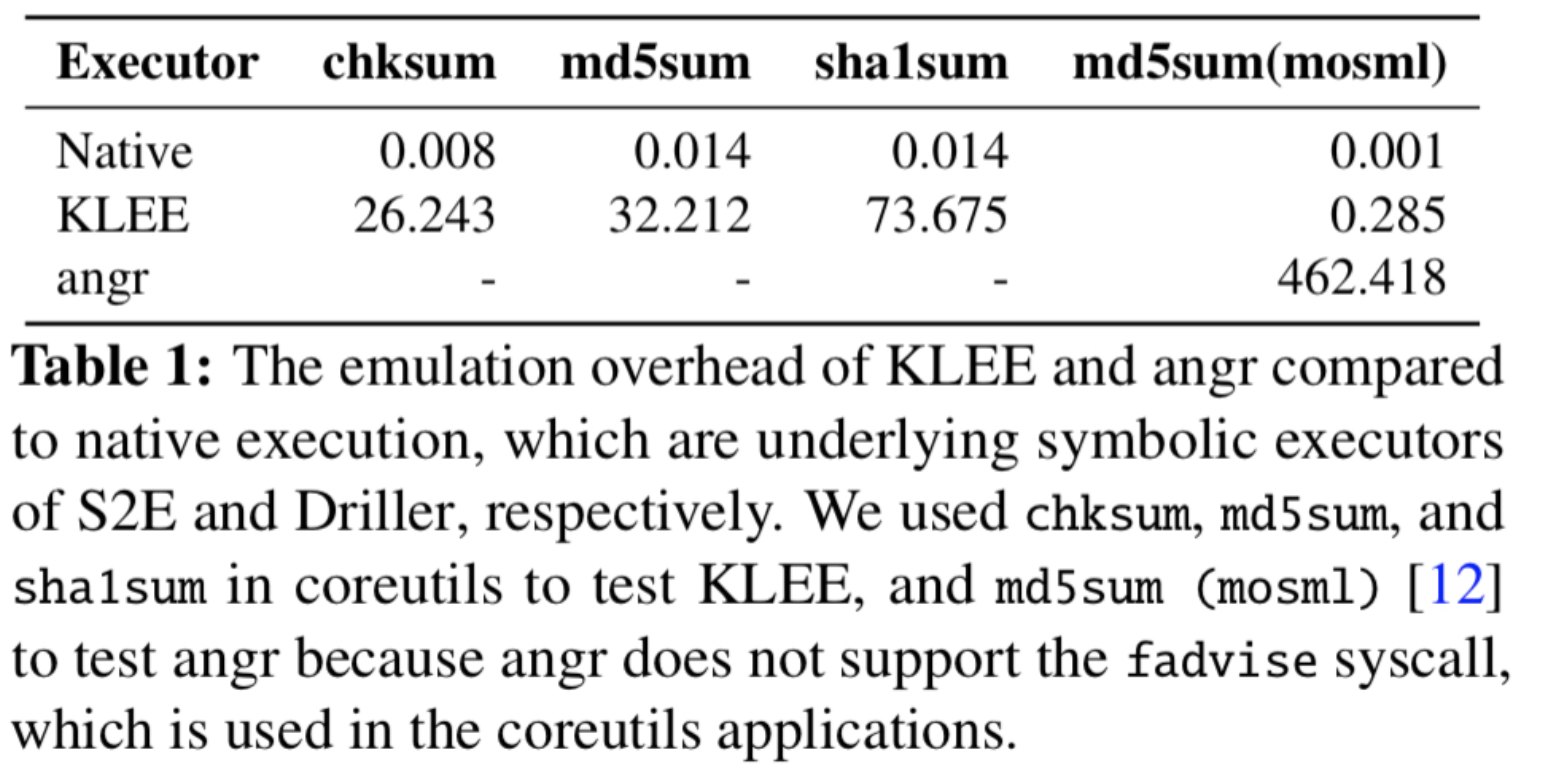 Executor chksum md5sum sha1sum md5sum(mosml)
Native 0.008 0.014 0.014 0.001
KLEE 26.243 32.212 73.675 0.285
angr - - - 462.418
Table 1: The emulation overhead of KLEE and angr compared
to native execution, which are underlying symbolic executors
of S2E and Driller, respectively. We used chksum, md5sum, and
sha1sum in coreutils to test KLEE, and md5sum (mosml) [12]
to test angr because angr does not support the fadvise syscall,
which is used in the coreutils applications.